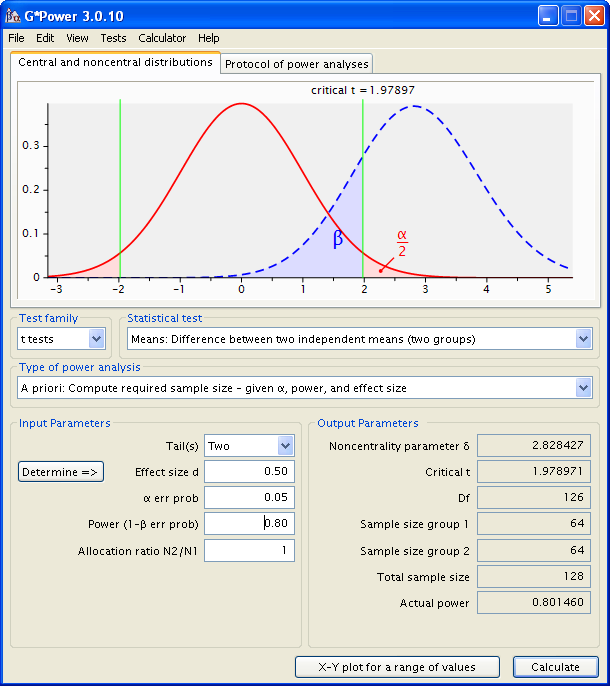 G*Power 3.0.10
File Edit View Tests Calculator Help
Central and noncentral distributions Protocol of power analyses
critical t = 1.97897
0.3
0.2
0.1
0
β
α
2
-3 -2 -1 0 1 2 3 4 5
Test family Statistical test
t tests Means: Difference between two independent means (two groups)
Type of power analysis
A priori: Compute required sample size - given α, power, and effect size
Input Parameters Output Parameters
Tail(s) Two Noncentrality parameter δ 2.828427
Determine => Effect size d 0.50 Critical t 1.978971
α err prob 0.05 Df 126
Power (1-β err prob) 0.80 Sample size group 1 64
Allocation ratio N2/N1 1 Sample size group 2 64
Total sample size 128
Actual power 0.801460
X-Y plot for a range of values Calculate